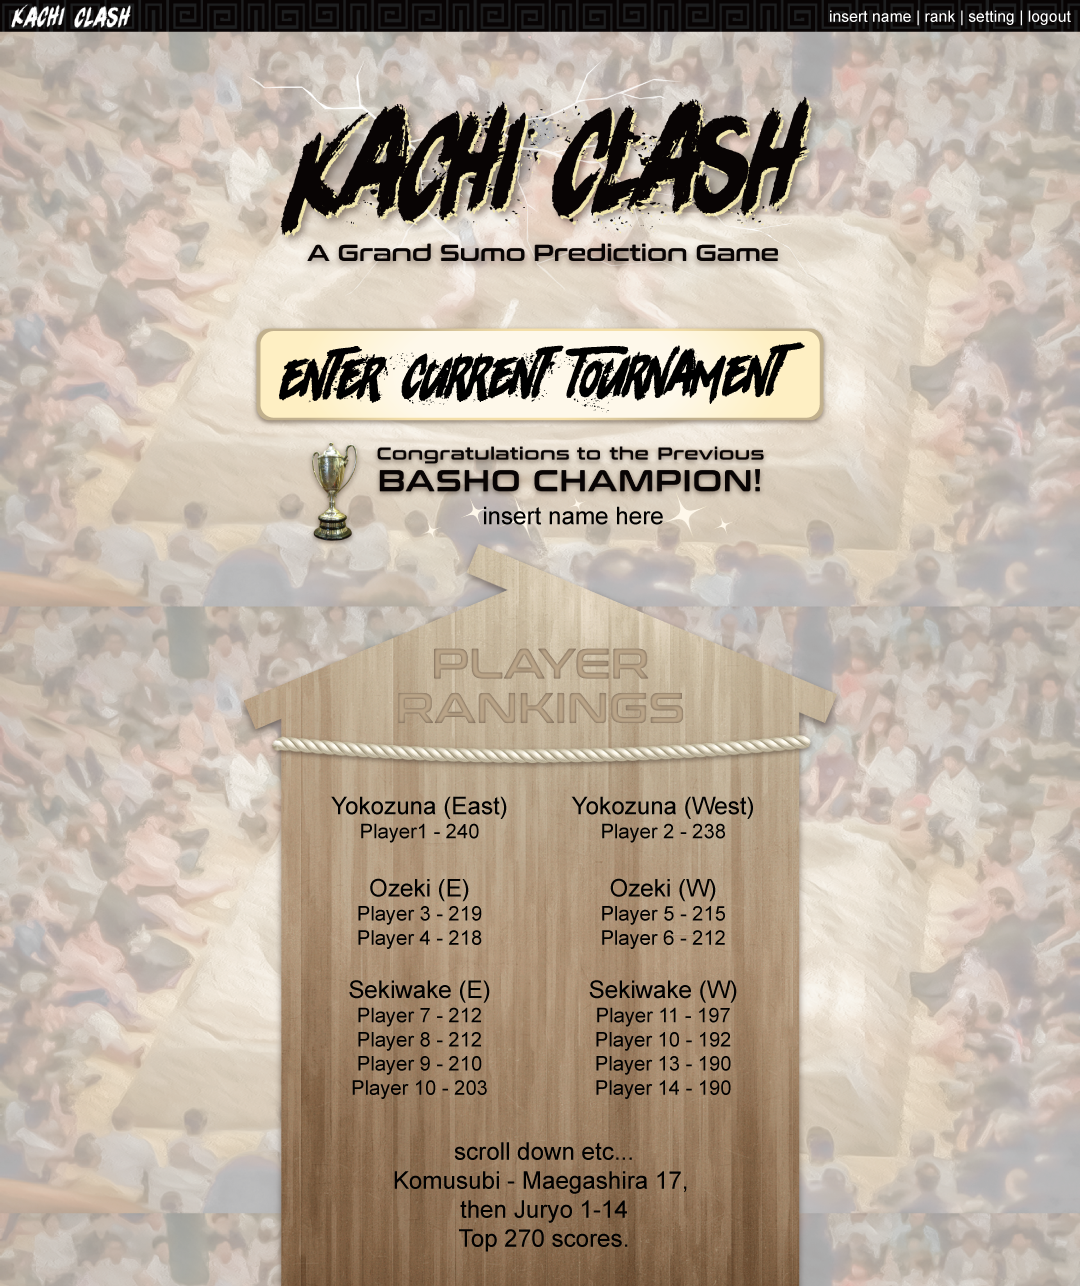 KACHI CLASH
insert name | rank | setting | logout
KACHI CLASH
A Grand Sumo Prediction Game
ENTER CURRENT TOURNAMENT
Congratulations to the Previous
BASHO CHAMPION!
insert name here
PLAYER
RANKINGS
Yokozuna (East)
Player1 - 240
Yokozuna (West)
Player 2 - 238
Ozeki (E)
Player 3 - 219
Player 4 - 218
Ozeki (W)
Player 5 - 215
Player 6 - 212
Sekiwake (E)
Player 7 - 212
Player 8 - 212
Player 9 - 210
Player 10 - 203
Sekiwake (W)
Player 11 - 197
Player 10 - 192
Player 13 - 190
Player 14 - 190
scroll down etc...
Komusubi - Maegashira 17,
then Juryo 1-14
Top 270 scores.